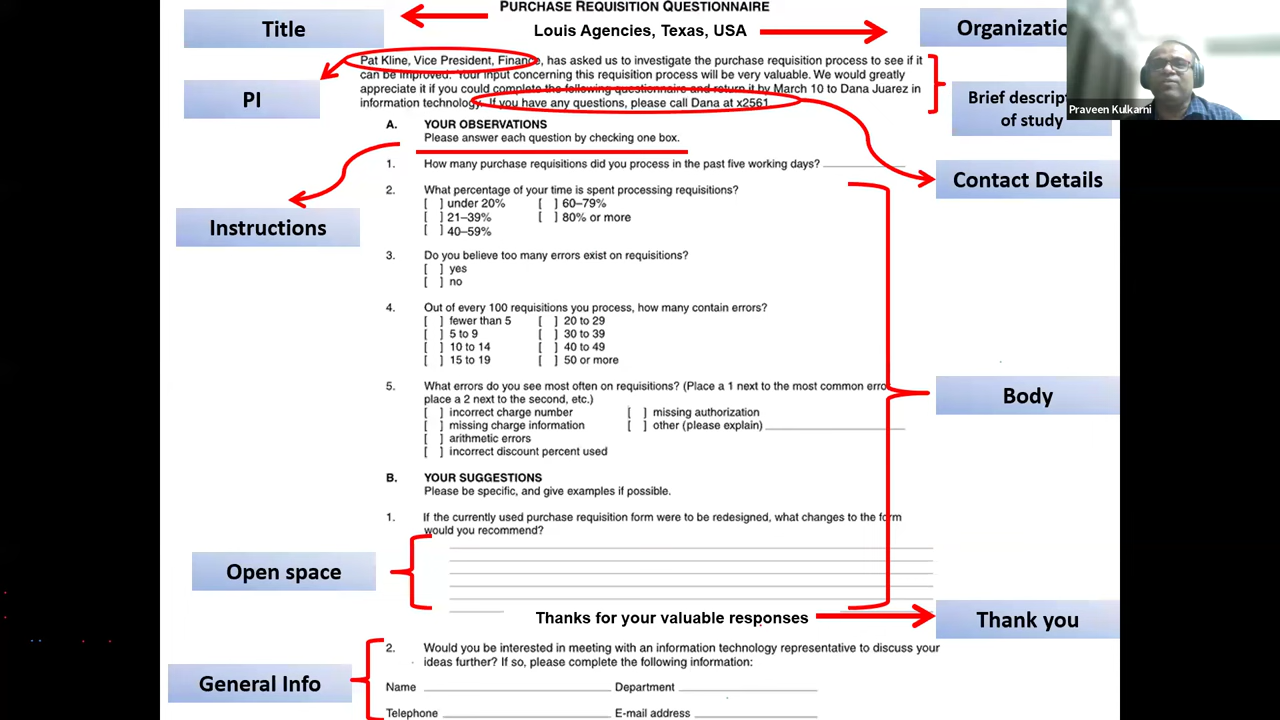 PURCHASE REQUISITION QUESTIONNAIRE
Title
Louis Agencies, Texas, USA
Pat Kline, Vice President, Finance, has asked us to investigate the purchase requisition process to see if it
can be improved. Your input concerning this requisition process will be very valuable. We would greatly
appreciate it if you could complete the following questionnaire and return it by March 10 to Dana Juarez in
information technology. If you have any questions, please call Dana at x2561
PI
of study
Praveen Kulkarni
A. YOUR OBSERVATIONS
Please answer each question by checking one box.
1. How many purchase requisitions did you process in the past five working days?
Contact Details
Instructions
2. What percentage of your time is spent processing requisitions?
[ ] under 20% [ ] 60–79%
[ ] 21–39% [ ] 80% or more
[ ] 40–59%
3. Do you believe too many errors exist on requisitions?
[ ] yes
[ ] no
4. Out of every 100 requisitions you process, how many contain errors?
[ ] fewer than 5 [ ] 20 to 29
[ ] 5 to 9 [ ] 30 to 39
[ ] 10 to 14 [ ] 40 to 49
[ ] 15 to 19 [ ] 50 or more
5. What errors do you see most often on requisitions? (Place a 1 next to the most common
place a 2 next to the second, etc.)
[ ] incorrect charge number [ ] missing authorization
[ ] missing charge information [ ] other (please explain)
[ ] arithmetic errors
[ ] incorrect discount percent used
Body
B. YOUR SUGGESTIONS
Please be specific, and give examples if possible.
1. If the currently used purchase requisition form were to be redesigned, what changes to the form
would you recommend?
Open space
Thanks for your valuable responses
Thank you
2. Would you be interested in meeting with an information technology representative to discuss your
ideas further? If so, please complete the following information:
General Info
Name Department
Telephone E-mail address